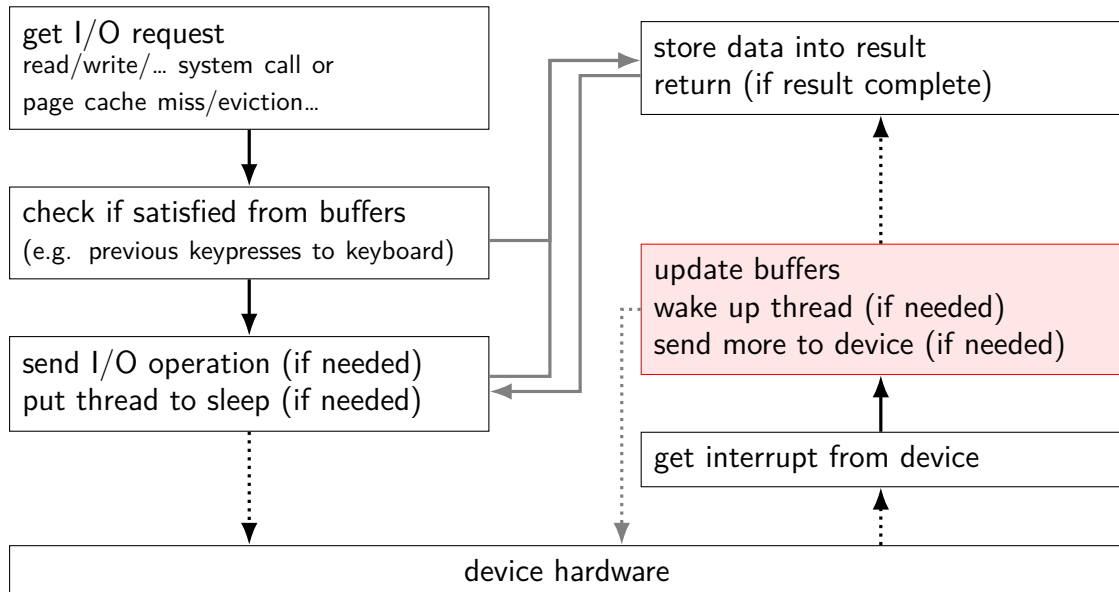 get I/O request
read/write/… system call or
page cache miss/eviction…
check if satisfied from buffers
(e.g. previous keypresses to keyboard)
send I/O operation (if needed)
put thread to sleep (if needed)
store data into result
return (if result complete)
update buffers
wake up thread (if needed)
send more to device (if needed)
get interrupt from device
device hardware